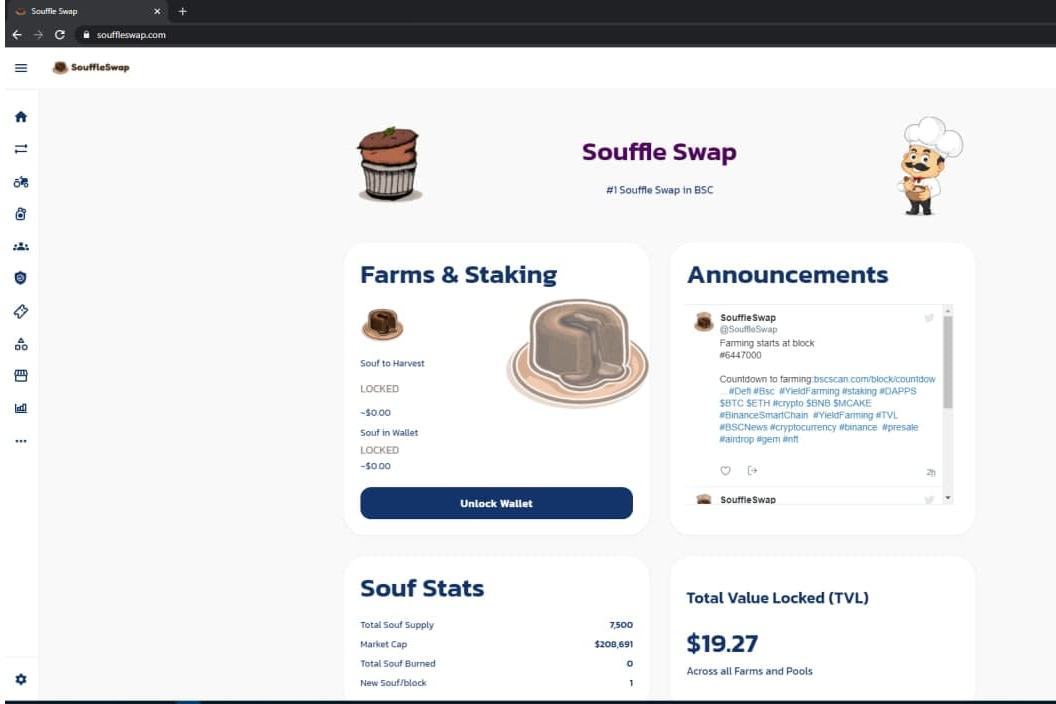 Souffle Swap
souffleswap.com
SouffleSwap
Souffle Swap
#1 Souffle Swap in BSC
Farms & Staking
Souf to Harvest
LOCKED
~$0.00
Souf in Wallet
LOCKED
~$0.00
Unlock Wallet
Announcements
SouffleSwap
@SouffleSwap
Farming starts at block
#6447000
Countdown to farming:bscscan.com/block/countdow
… #Defi #Bsc #YieldFarming #staking #DAPPS
$BTC $ETH #crypto $BNB $MCAKE
#BinanceSmartChain #YieldFarming #TVL
#BSCNews #cryptocurrency #binance #presale
#airdrop #gem #nft
2h
SouffleSwap
Souf Stats
Total Souf Supply 7,500
Market Cap $208,691
Total Souf Burned 0
New Souf/block 1
Total Value Locked (TVL)
$19.27
Across all Farms and Pools